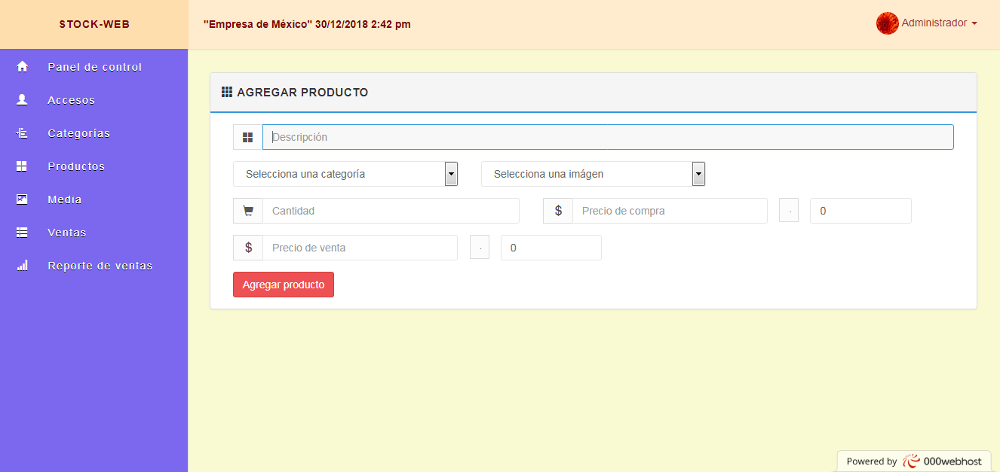 STOCK-WEB
"Empresa de México" 30/12/2018 2:42 pm
Administrador
Panel de control
Accesos
Categorías
Productos
Media
Ventas
Reporte de ventas
AGREGAR PRODUCTO
Descripción
Selecciona una categoría
Selecciona una imágen
Cantidad
$ Precio de compra . 0
$ Precio de venta . 0
Agregar producto
Powered by 000webhost